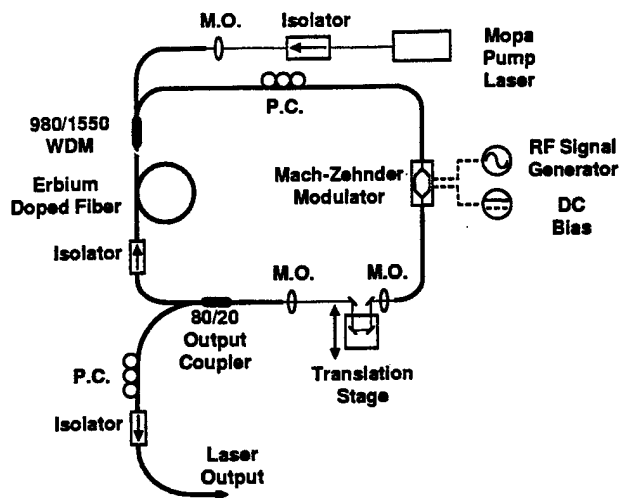 M.O.
Isolator
Mopa
Pump
Laser
P.C.
980/1550
WDM
Mach-Zehnder
Modulator
RF Signal
Generator
DC
Bias
Erbium
Doped Fiber
Isolator
M.O.
M.O.
80/20
Output
Coupler
Translation
Stage
P.C.
Isolator
Laser
Output